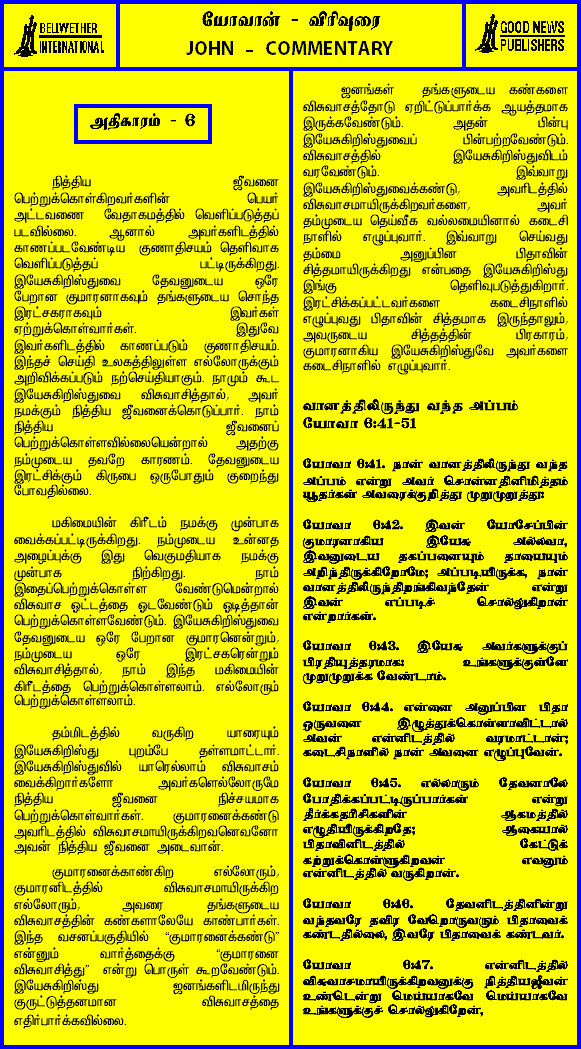 BELWETHER
INTERNATIONAL
யோவான் - விரிவுரை
JOHN - COMMENTARY
GOOD NEWS
PUBLISHERS
அதிகாரம் - 6
நித்திய ஜீவனை
பெற்றுக்கொள்கிறவர்களின் பெயர்
அட்டவணை வேதாகமத்தில் வெளிப்படுத்தப்
படவில்லை. ஆனால் அவர்களிடத்தில்
காணப்படவேண்டிய குணாதிசயம் தெளிவாக
வெளிப்படுத்தப் பட்டிருக்கிறது.
இயேசுகிறிஸ்துவை தேவனுடைய ஒரே
பேறான குமாரனாகவும் தங்களுடைய சொந்த
இரட்சகராகவும் இவர்கள்
ஏற்றுக்கொள்வார்கள். இதுவே
இவர்களிடத்தில் காணப்படும் குணாதிசயம்.
இந்தச் செய்தி உலகத்திலுள்ள எல்லோருக்கும்
அறிவிக்கப்படும் நற்செய்தியாகும். நாமும் கூட
இயேசுகிறிஸ்துவை விசுவாசித்தால், அவர்
நமக்கும் நித்திய ஜீவனைக்கொடுப்பார். நாம்
நித்திய ஜீவனைப்
பெற்றுக்கொள்ளவில்லையென்றால் அதற்கு
நம்முடைய தவறே காரணம். தேவனுடைய
இரட்சிக்கும் கிருபை ஒருபோதும் குறைந்து
போவதில்லை.
மகிமையின் கிரீடம் நமக்கு முன்பாக
வைக்கப்பட்டிருக்கிறது. நம்முடைய உன்னத
அழைப்புக்கு இது வெகுமதியாக நமக்கு
முன்பாக நிற்கிறது. நாம்
இதைப்பெற்றுக்கொள்ள வேண்டுமென்றால்
விசுவாச ஓட்டத்தை ஓடவேண்டும் ஓடித்தான்
பெற்றுக்கொள்ளவேண்டும். இயேசுகிறிஸ்துவை
தேவனுடைய ஒரே பேறான குமாரனென்றும்,
நம்முடைய ஒரே இரட்சகரென்றும்
விசுவாசித்தால், நாம் இந்த மகிமையின்
கிரீடத்தை பெற்றுக்கொள்ளலாம். எல்லோரும்
பெற்றுக்கொள்ளலாம்.
தம்மிடத்தில் வருகிற யாரையும்
இயேசுகிறிஸ்து புறம்பே தள்ளமாட்டார்.
இயேசுகிறிஸ்துவில் யாரெல்லாம் விசுவாசம்
வைக்கிறார்களோ அவர்களெல்லோருமே
நித்திய ஜீவனை நிச்சயமாக
பெற்றுக்கொள்வார்கள். குமாரனைக்கண்டு
அவரிடத்தில் விசுவாசமாயிருக்கிறவனெவனோ
அவன் நித்திய ஜீவனை அடைவான்.
குமாரனைக்காண்கிற எல்லோரும்,
குமாரனிடத்தில் விசுவாசமாயிருக்கிற
எல்லோரும், அவரை தங்களுடைய
விசுவாசத்தின் கண்களாலேயே காண்பார்கள்.
இந்த வசனப்பகுதியில் “குமாரனைக்கண்டு”
என்னும் வார்த்தைக்கு “குமாரனை
விசுவாசித்து” என்று பொருள் கூறவேண்டும்.
இயேசுகிறிஸ்து ஜனங்களிடமிருந்து
குருட்டுத்தனமான விசுவாசத்தை
எதிர்பார்க்கவில்லை.
ஜனங்கள் தங்களுடைய கண்களை
விசுவாசத்தோடு ஏறிட்டுப்பார்க்க ஆயத்தமாக
இருக்கவேண்டும். அதன் பின்பு
இயேசுகிறிஸ்துவைப் பின்பற்றவேண்டும்.
விசுவாசத்தில் இயேசுகிறிஸ்துவிடம்
வரவேண்டும். இவ்வாறு
இயேசுகிறிஸ்துவைக்கண்டு, அவரிடத்தில்
விசுவாசமாயிருக்கிறவர்களை, அவர்
தம்முடைய தெய்வீக வல்லமையினால் கடைசி
நாளில் எழுப்புவார். இவ்வாறு செய்வது
தம்மை அனுப்பின பிதாவின்
சித்தமாயிருக்கிறது என்பதை இயேசுகிறிஸ்து
இங்கு தெளிவுபடுத்துகிறார்.
இரட்சிக்கப்பட்டவர்களை கடைசிநாளில்
எழுப்புவது பிதாவின் சித்தமாக இருந்தாலும்,
அவருடைய சித்தத்தின் பிரகாரம்,
குமாரனாகிய இயேசுகிறிஸ்துவே அவர்களை
கடைசிநாளில் எழுப்புவார்.
வானத்திலிருந்து வந்த அப்பம்
யோவா 6:41-51
யோவா 6:41. நான் வானத்திலிருந்து வந்த
அப்பம் என்று அவர் சொன்னதினிமித்தம்
யூதர்கள் அவரைக்குறித்து முறுமுறுத்து:
யோவா 6:42. இவன் யோசேப்பின்
குமாரனாகிய இயேசு அல்லவா,
இவனுடைய தகப்பனையும் தாயையும்
அறிந்திருக்கிறோமே; அப்படியிருக்க, நான்
வானத்திலிருந்திறங்கிவந்தேன் என்று
இவன் எப்படிச் சொல்லுகிறான்
என்றார்கள்.
யோவா 6:43. இயேசு அவர்களுக்குப்
பிரதியுத்தரமாக: உங்களுக்குள்ளே
முறுமுறுக்க வேண்டாம்.
யோவா 6:44. என்னை அனுப்பின பிதா
ஒருவனை இழுத்துக்கொள்ளாவிட்டால்
அவன் என்னிடத்தில் வரமாட்டான்;
கடைசிநாளில் நான் அவனை எழுப்புவேன்.
யோவா 6:45. எல்லாரும் தேவனாலே
போதிக்கப்பட்டிருப்பார்கள் என்று
தீர்க்கதரிசிகளின் ஆகமத்தில்
எழுதியிருக்கிறதே; ஆகையால்
பிதாவினிடத்தில் கேட்டுக்
கற்றுக்கொள்ளுகிறவன் எவனும்
என்னிடத்தில் வருகிறான்.
யோவா 6:46. தேவனிடத்தினின்று
வந்தவரே தவிர வேறொருவரும் பிதாவைக்
கண்டதில்லை, இவரே பிதாவைக் கண்டவர்.
யோவா 6:47. என்னிடத்தில்
விசுவாசமாயிருக்கிறவனுக்கு நித்தியஜீவன்
உண்டென்று மெய்யாகவே மெய்யாகவே
உங்களுக்குச் சொல்லுகிறேன்,